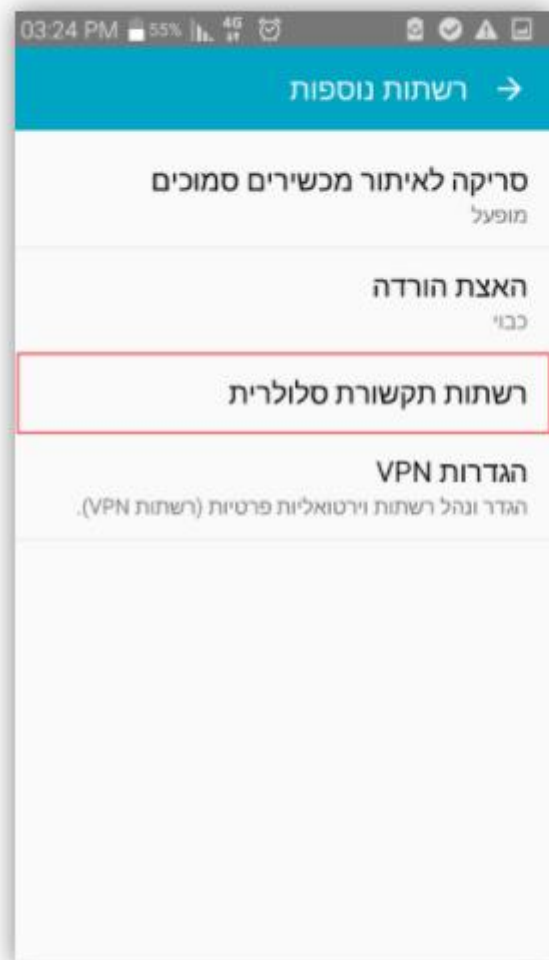 03:24 PM 55% 4G
רשתות נוספות
סריקה לאיתור מכשירים סמוכים
מופעל
האצת הורדה
כבוי
רשתות תקשורת סלולרית
הגדרות VPN
הגדר ונהל רשתות וירטואליות פרטיות (רשתות VPN).